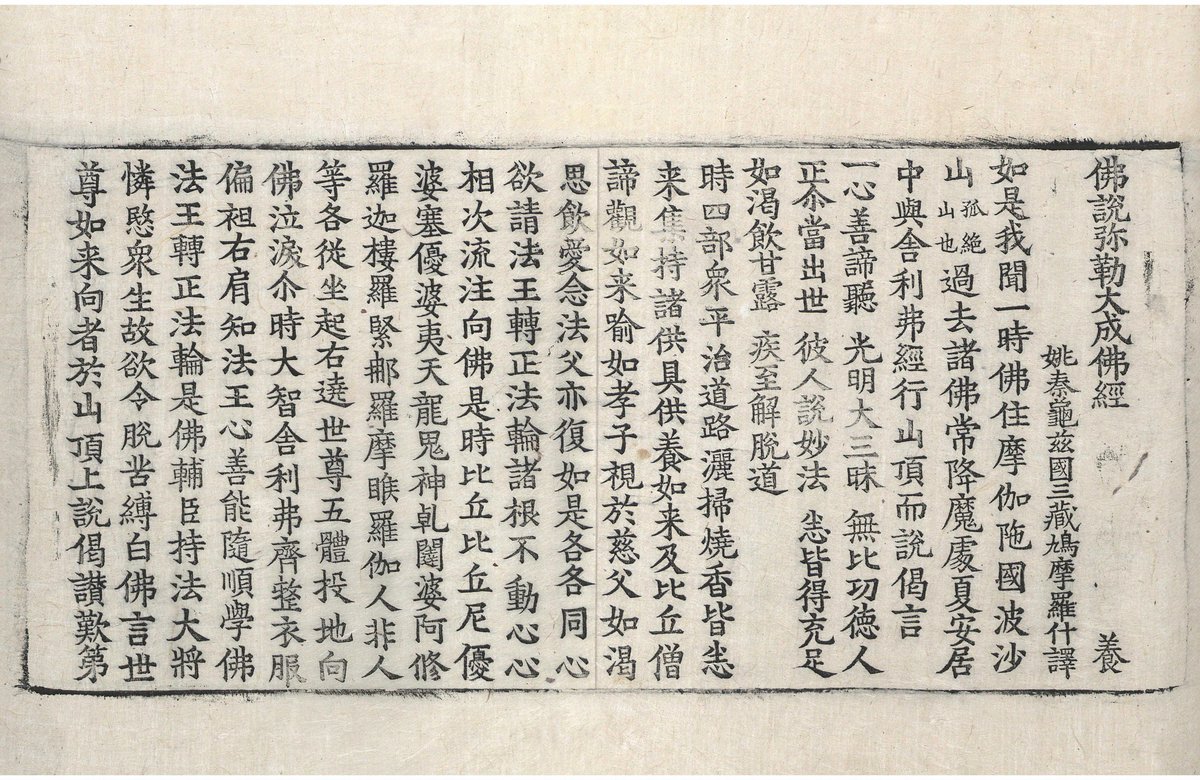 佛說弥勒大成佛經 養
姚秦龜兹國三藏鳩摩羅什譯
如是我聞一時佛住摩伽陁國波沙
山孤絶山也過去諸佛常降魔處夏安居
中與舎利弗經行山頂而說偈言
一心善諦聽 光明大三昧 無比功徳人
正尒當出世 彼人說妙法 悉皆得充足
如渴飲甘露 疾至解脫道
時四部衆平治道路灑掃燒香皆悉
来集持諸供具供養如来及比丘僧
諦觀如来喻如孝子視於慈父如渴
思飲愛念法父亦復如是各各同心
欲請法王轉正法輪諸根不動心心
相次流注向佛是時比丘比丘尼優
婆塞優婆夷天龍鬼神乹闥婆阿修
羅迦樓羅緊那羅摩睺羅伽人非人
等各從坐起右遶世尊五體投地向
佛泣淚尒時大智舎利弗齊整衣服
偏袒右肩知法王心善能隨順學佛
法王轉正法輪是佛輔臣持法大將
憐愍衆生故欲令脫苦縛白佛言世
尊如来向者於山頂上說偈讃歎第